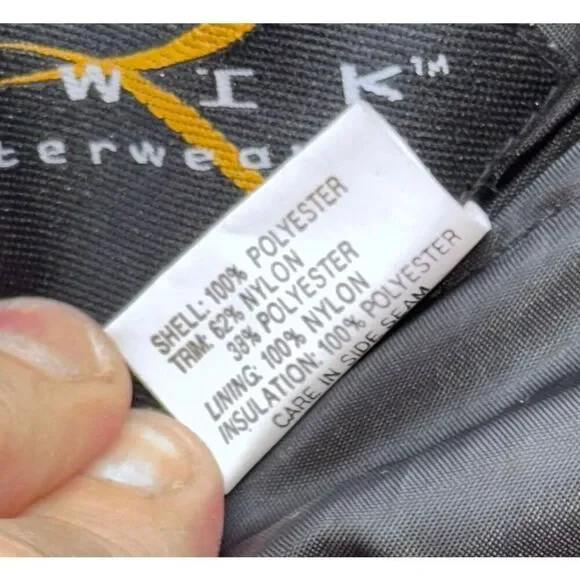 W I K™
terwea
SHELL: 100% POLYESTER
TRIM: 62% NYLON
38% POLYESTER
LINING: 100% NYLON
INSULATION: 100% POLYESTER
CARE IN SIDE SEAM